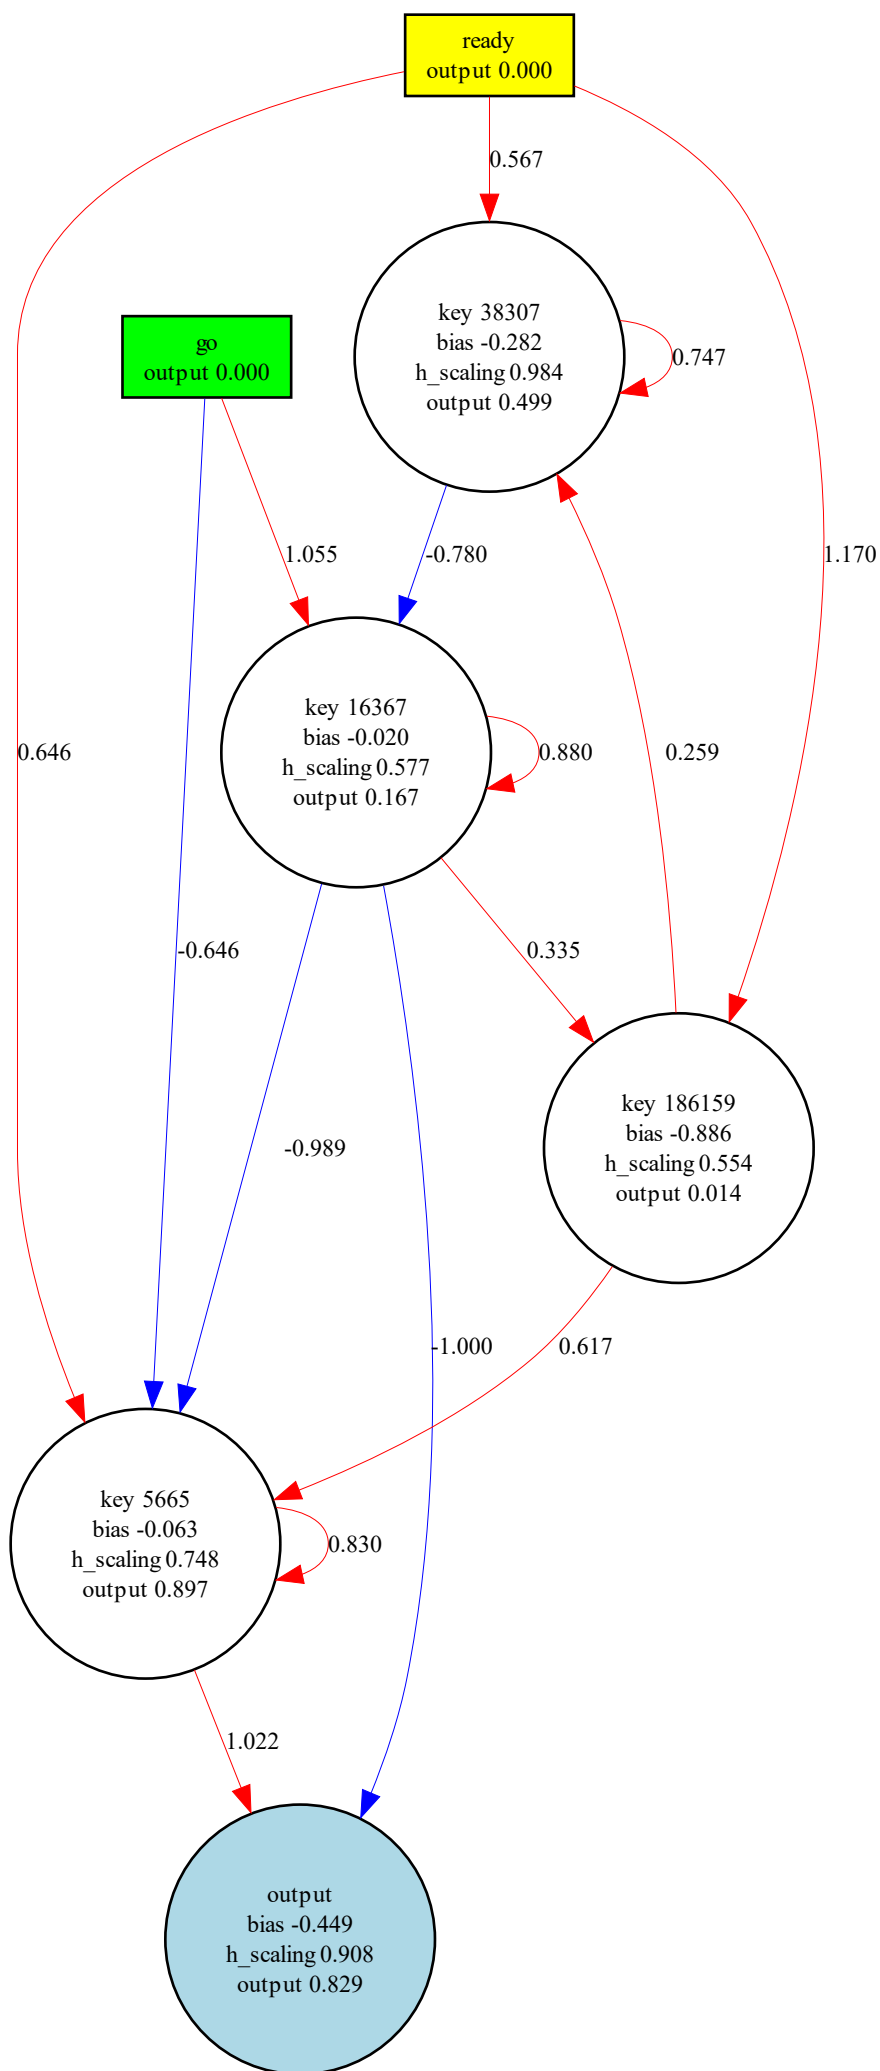 ready
output 0.000
0.567
go
output 0.000
key 38307
bias -0.282
h_scaling 0.984
output 0.499
0.747
1.055
-0.780
1.170
key 16367
bias -0.020
h_scaling 0.577
output 0.167
0.646
0.880
0.259
-0.646
0.335
key 186159
bias -0.886
h_scaling 0.554
output 0.014
-0.989
-1.000
0.617
key 5665
bias -0.063
h_scaling 0.748
output 0.897
0.830
1.022
output
bias -0.449
h_scaling 0.908
output 0.829